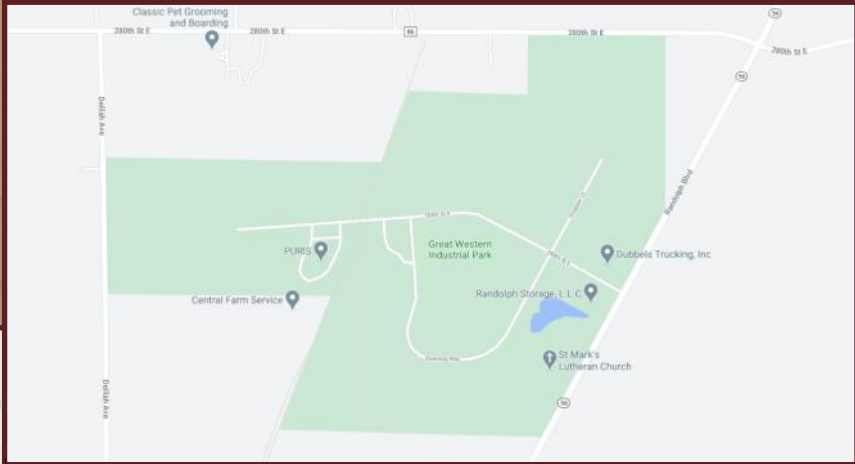 Classic Pet Grooming
and Boarding
280th St E
280th St E
86
280th St E
56
280th St E
56
Delilah Ave
Randolph Blvd
PURIS
Great Western
Industrial Park
Dubbels Trucking, Inc
Central Farm Service
Randolph Storage, L.L.C
St Mark's
Lutheran Church
56
Delilah Ave